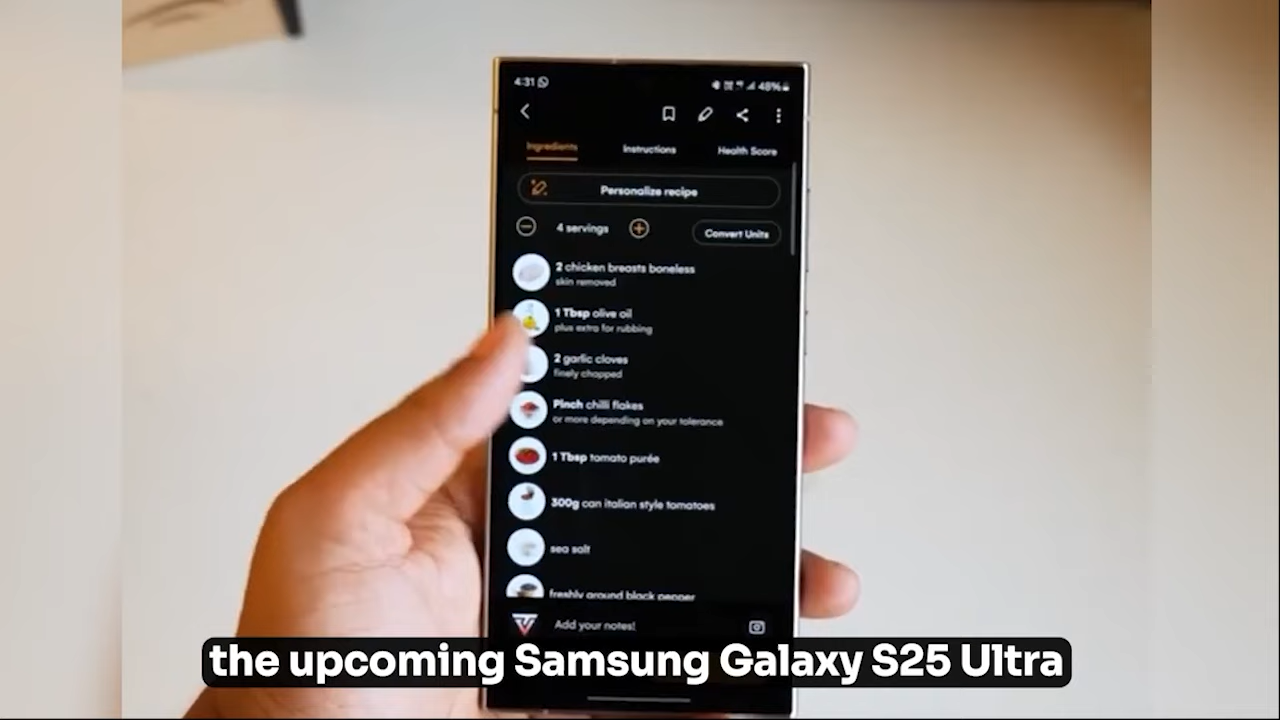 4:31
48%
Ingredients Instructions Health Score
Personalize recipe
4 servings Convert Units
2 chicken breasts boneless
skin removed
1 Tbsp olive oil
plus extra for rubbing
2 garlic cloves
finely chopped
Pinch chilli flakes
or more depending on your tolerance
1 Tbsp tomato purée
300g can italian style tomatoes
sea salt
freshly ground black pepper
Add your notes!
the upcoming Samsung Galaxy S25 Ultra